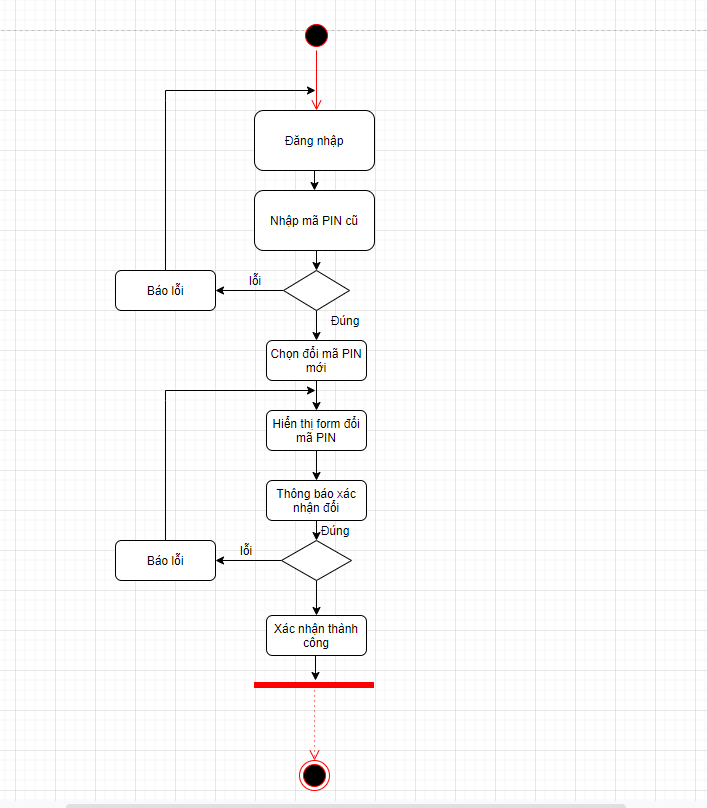 Đăng nhập
Nhập mã PIN cũ
lỗi
Báo lỗi
Đúng
Chọn đổi mã PIN
mới
Hiển thị form đổi
mã PIN
Thông báo xác
nhận đổi
Đúng
lỗi
Báo lỗi
Xác nhận thành
công